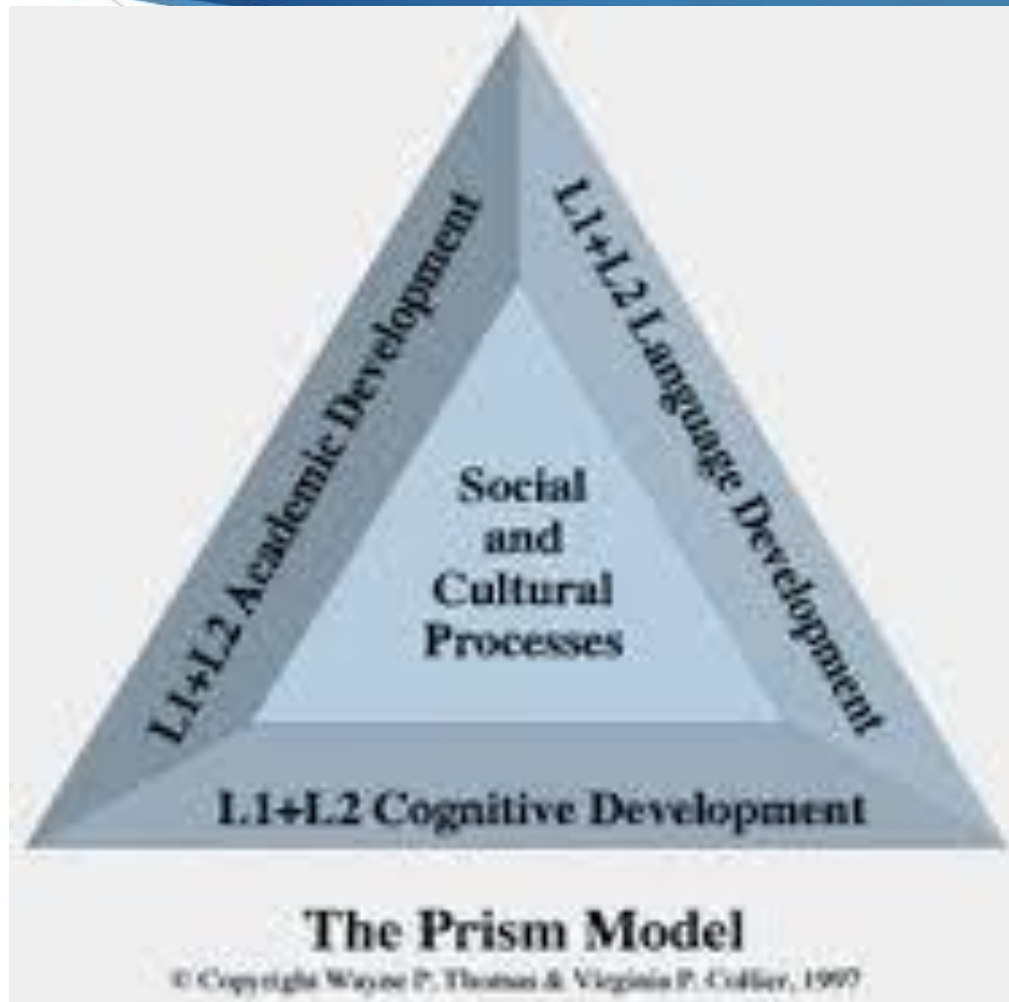 L1+L2 Academic Development
L1+L2 Language Development
Social
and
Cultural
Processes
L1+L2 Cognitive Development
The Prism Model
© Copyright Wayne P. Thomas & Virginia P. Collier, 1997